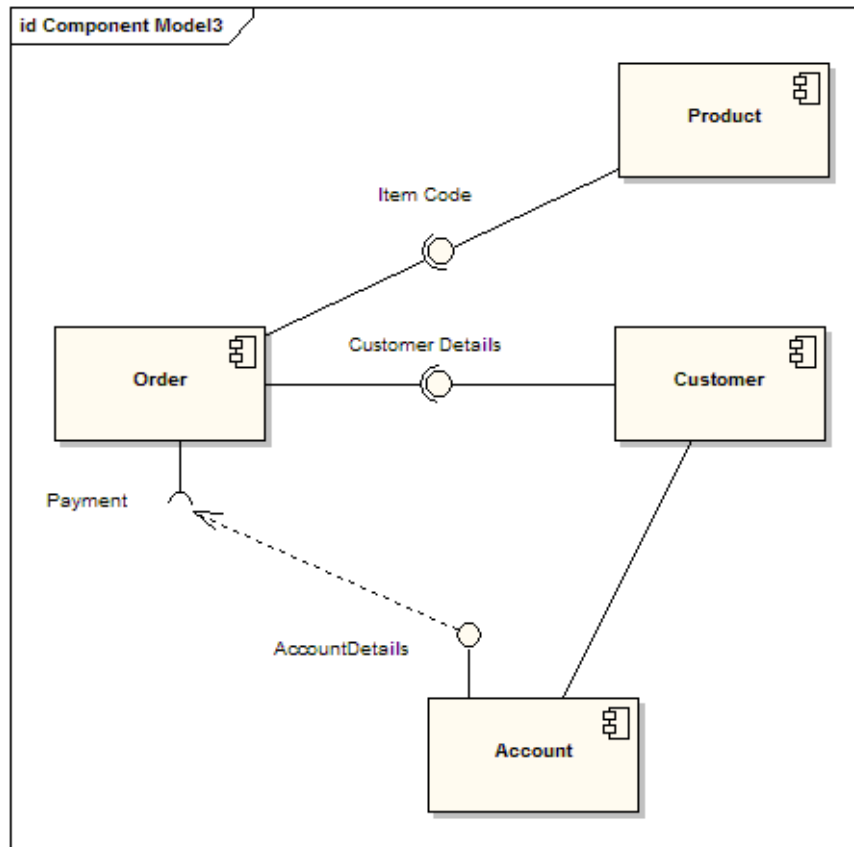 id Component Model3
Product
Item Code
Customer Details
Order
Customer
Payment
AccountDetails
Account